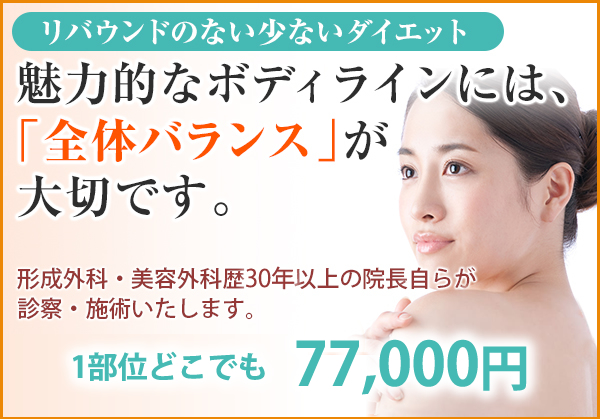 リバウンドのない少ないダイエット
魅力的なボディラインには、
「全体バランス」が
大切です。
形成外科・美容外科歴30年以上の院長自らが
診察・施術いたします。
1部位どこでも 77,000円